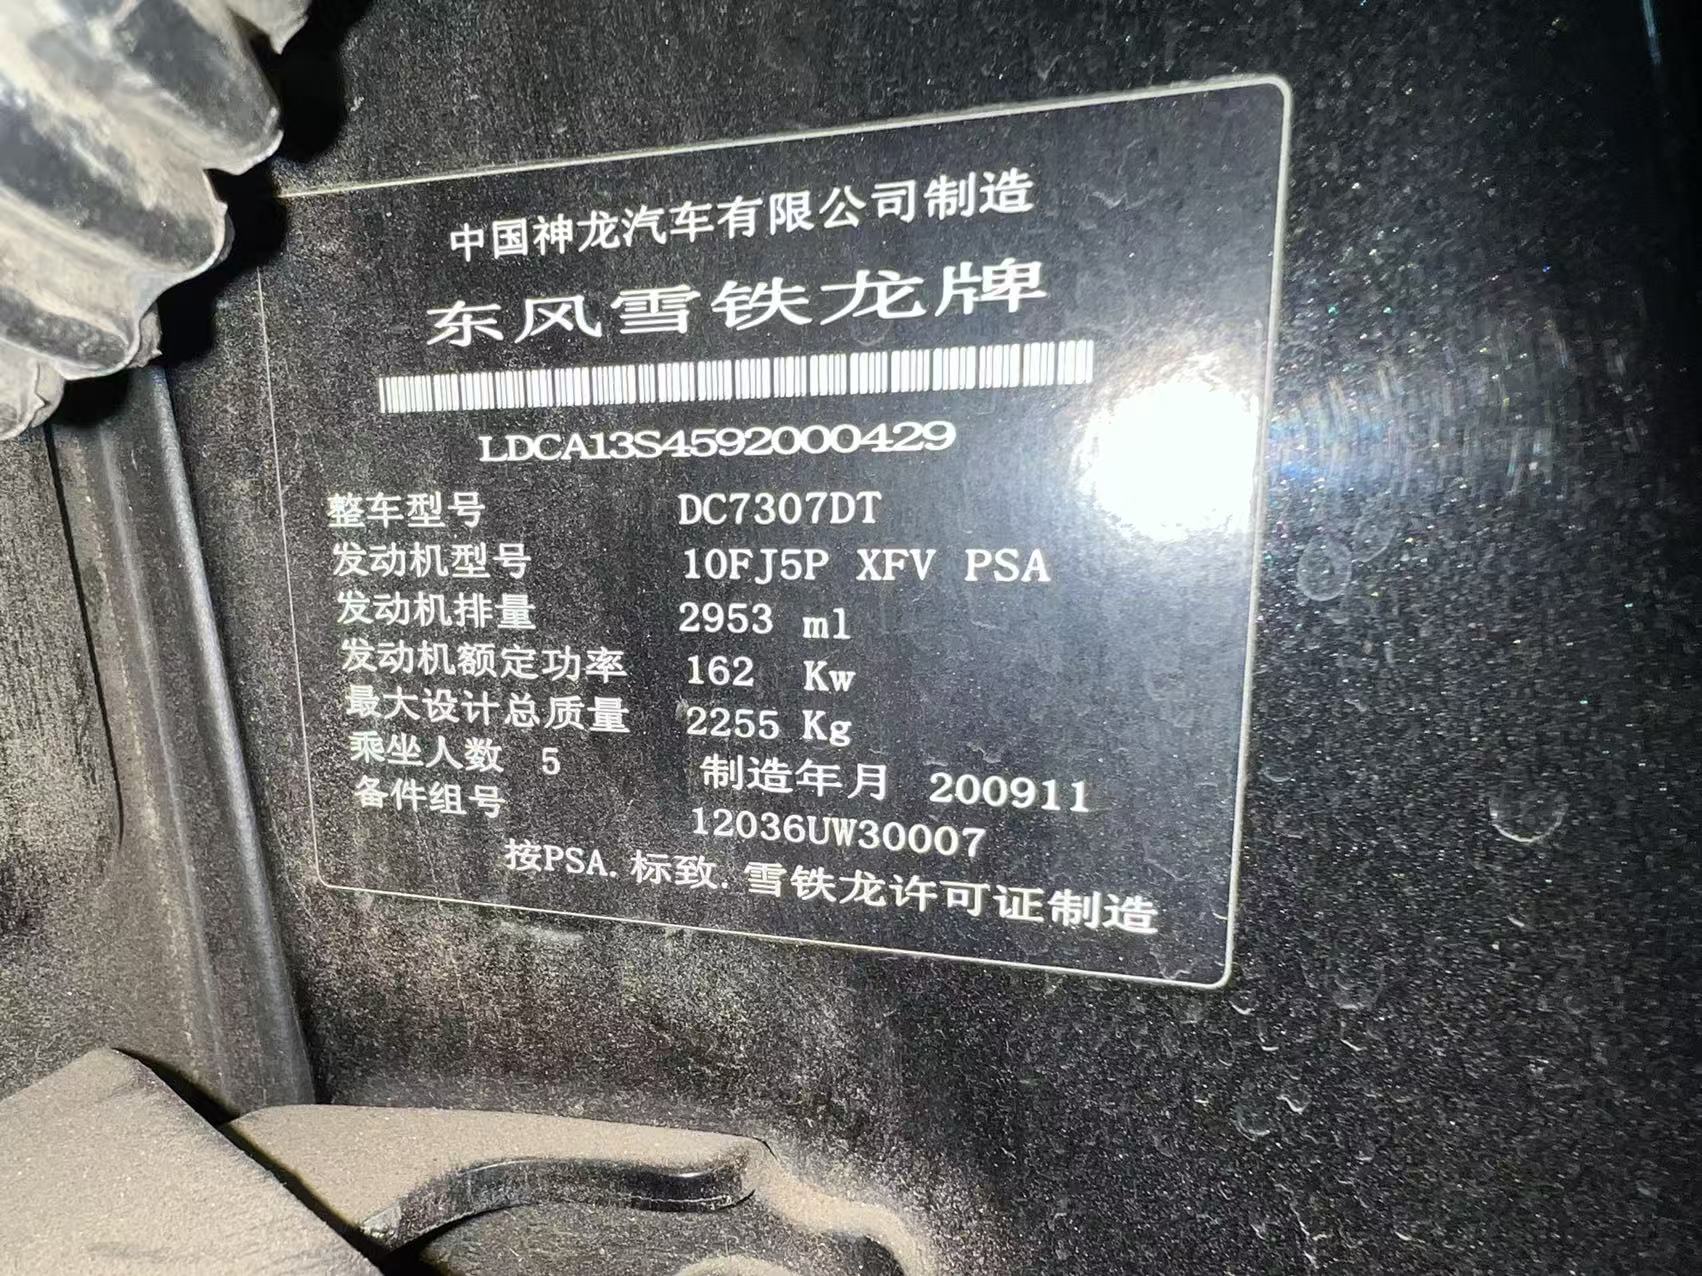 中国神龙汽车有限公司制造
东风雪铁龙牌
LDCA13S4592000429
整车型号 DC7307DT
发动机型号 10FJ5P XFV PSA
发动机排量 2953 ml
发动机额定功率 162 Kw
最大设计总质量 2255 Kg
乘坐人数 5 制造年月 200911
备件组号 12036UW30007
按PSA.标致.雪铁龙许可证制造